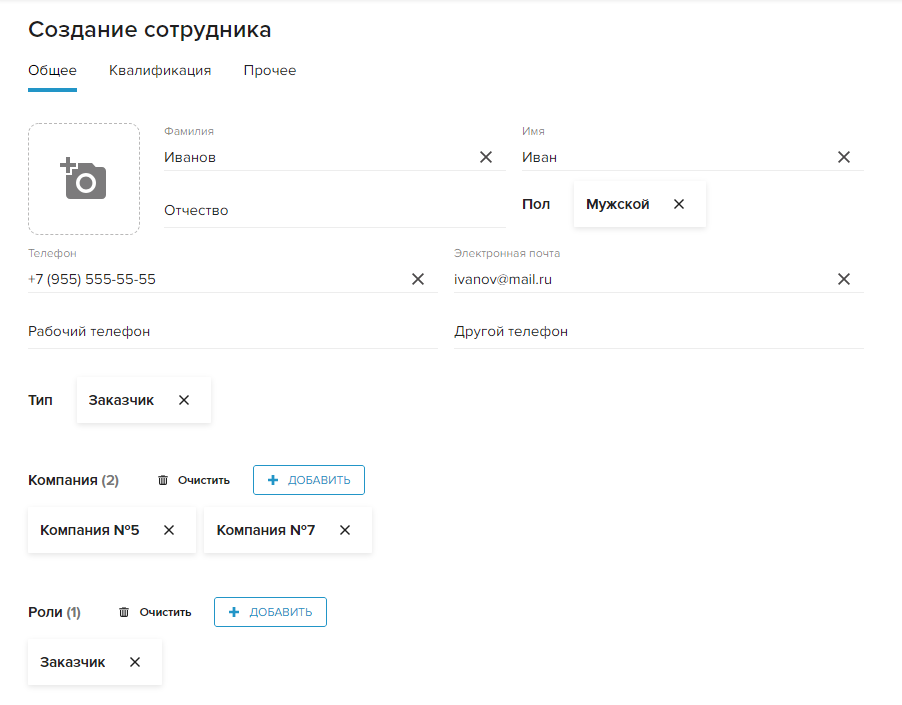 Создание сотрудника
Общее Квалификация Прочее
Фамилия Имя
Иванов Иван
Отчество Пол Мужской
Телефон Электронная почта
+7 (955) 555-55-55 ivanov@mail.ru
Рабочий телефон Другой телефон
Тип Заказчик
Компания (2) Очистить ДОБАВИТЬ
Компания №5 Компания №7
Роли (1) Очистить ДОБАВИТЬ
Заказчик